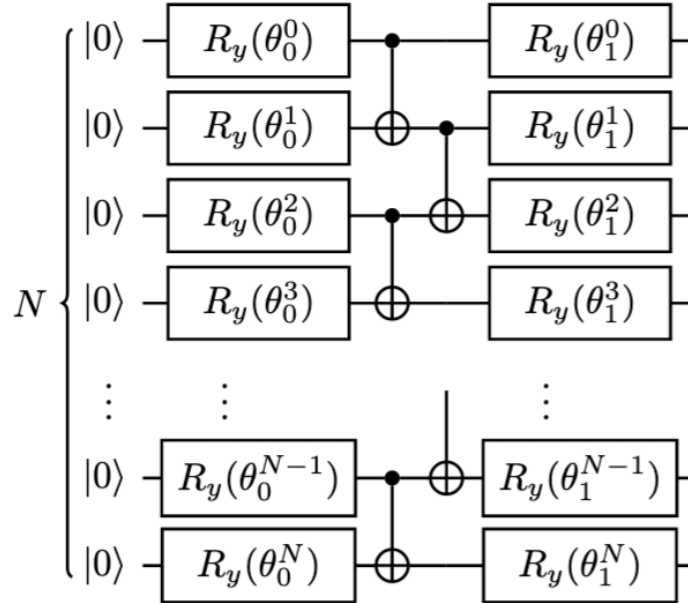 |0⟩ R_y(θ_0^0) R_y(θ_1^0)
|0⟩ R_y(θ_0^1) R_y(θ_1^1)
|0⟩ R_y(θ_0^2) R_y(θ_1^2)
N |0⟩ R_y(θ_0^3) R_y(θ_1^3)
⋮ ⋮ ⋮
|0⟩ R_y(θ_0^{N−1}) R_y(θ_1^{N−1})
|0⟩ R_y(θ_0^N) R_y(θ_1^N)